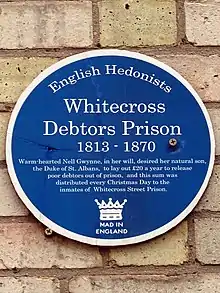 English Hedonists
Whitecross
Debtors Prison
1813 - 1870
Warm-hearted Nell Gwynne, in her will, desired her natural son,
the Duke of St. Albans, to lay out £20 a year to release
poor debtors out of prison, and this sum was
distributed every Christmas Day to the
inmates of Whitecross Street Prison.
MAD IN
ENGLAND